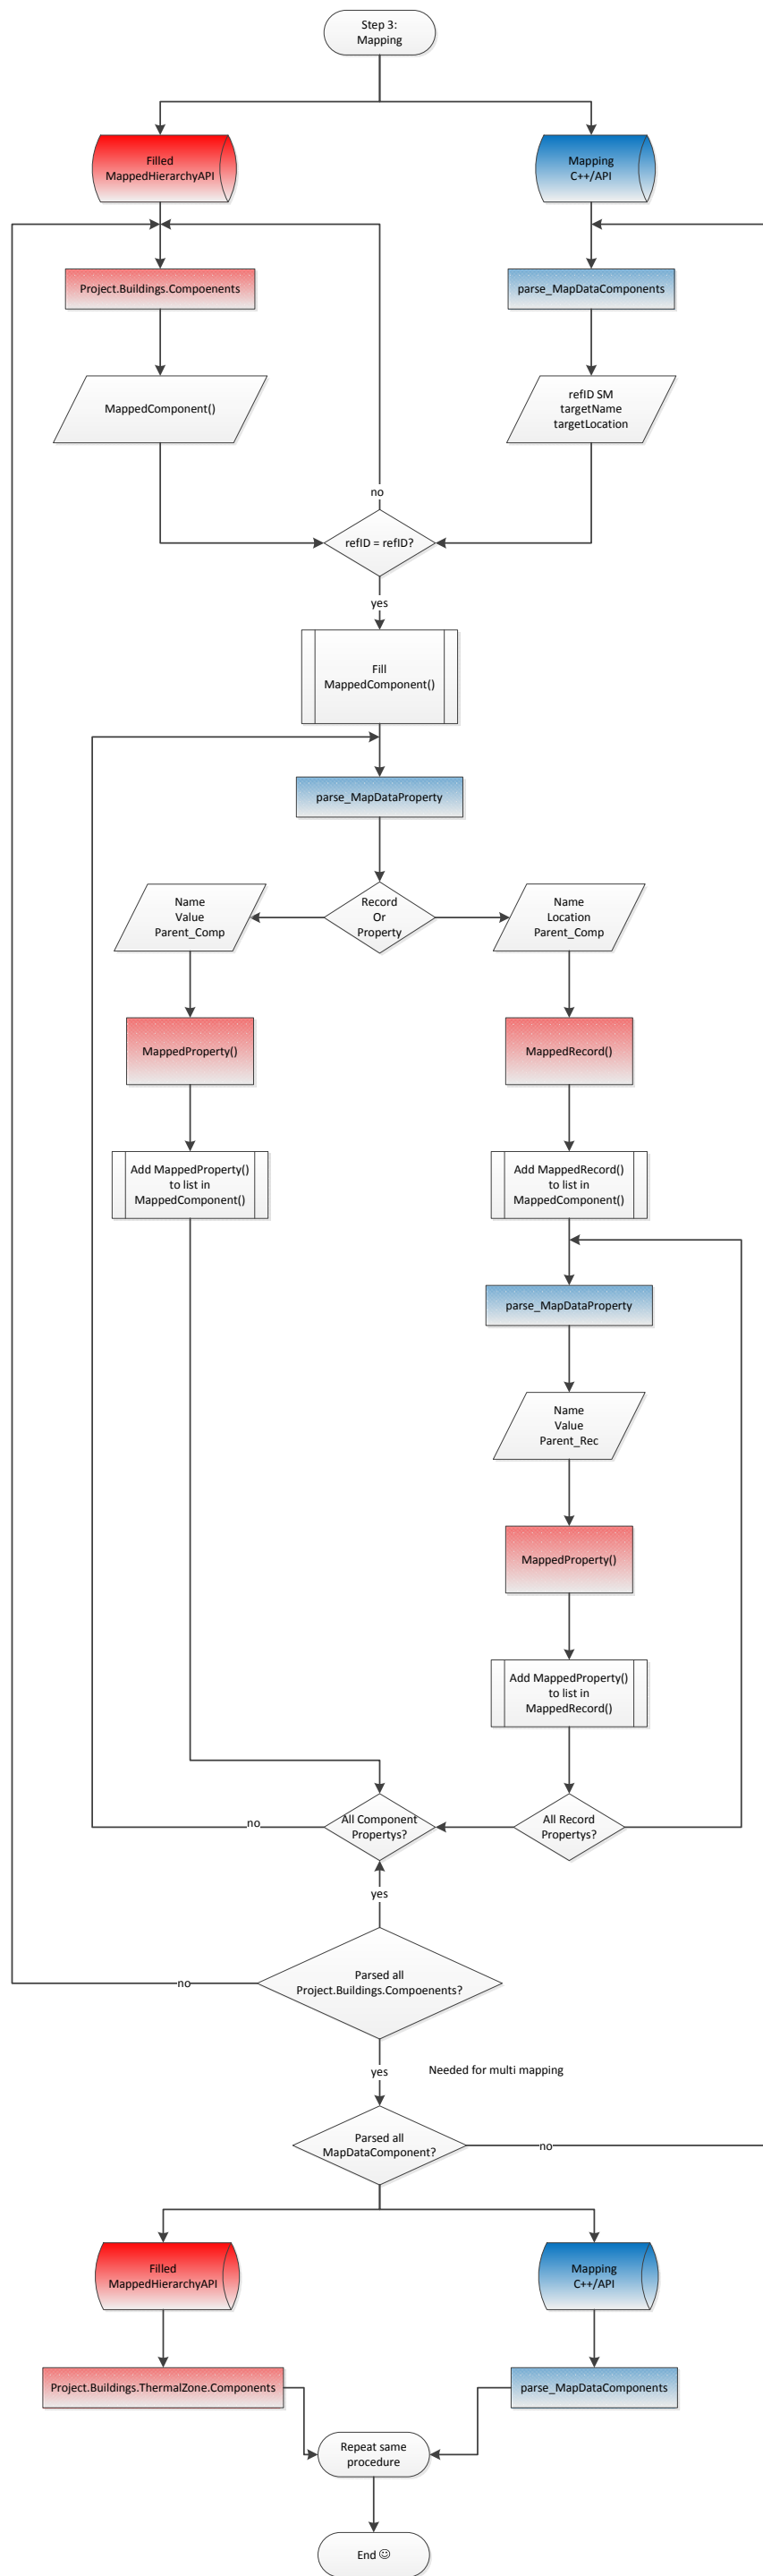 Step 3:
Mapping
Filled
MappedHierarchyAPI
Mapping
C++/API
Project.Buildings.Compoenents
parse_MapDataComponents
MappedComponent()
refID SM
targetName
targetLocation
no
refID = refID?
yes
Fill
MappedComponent()
parse_MapDataProperty
Name
Value
Parent_Comp
Record
Or
Property
Name
Location
Parent_Comp
MappedProperty()
MappedRecord()
Add MappedProperty()
to list in
MappedComponent()
Add MappedRecord()
to list in
MappedComponent()
parse_MapDataProperty
Name
Value
Parent_Rec
MappedProperty()
Add MappedProperty()
to list in
MappedRecord()
no
All Component
Propertys?
All Record
Propertys?
yes
no
Parsed all
Project.Buildings.Compoenents?
yes
Needed for multi mapping
Parsed all
MapDataComponent?
no
Filled
MappedHierarchyAPI
Mapping
C++/API
Project.Buildings.ThermalZone.Components
parse_MapDataComponents
Repeat same
procedure
End ☺